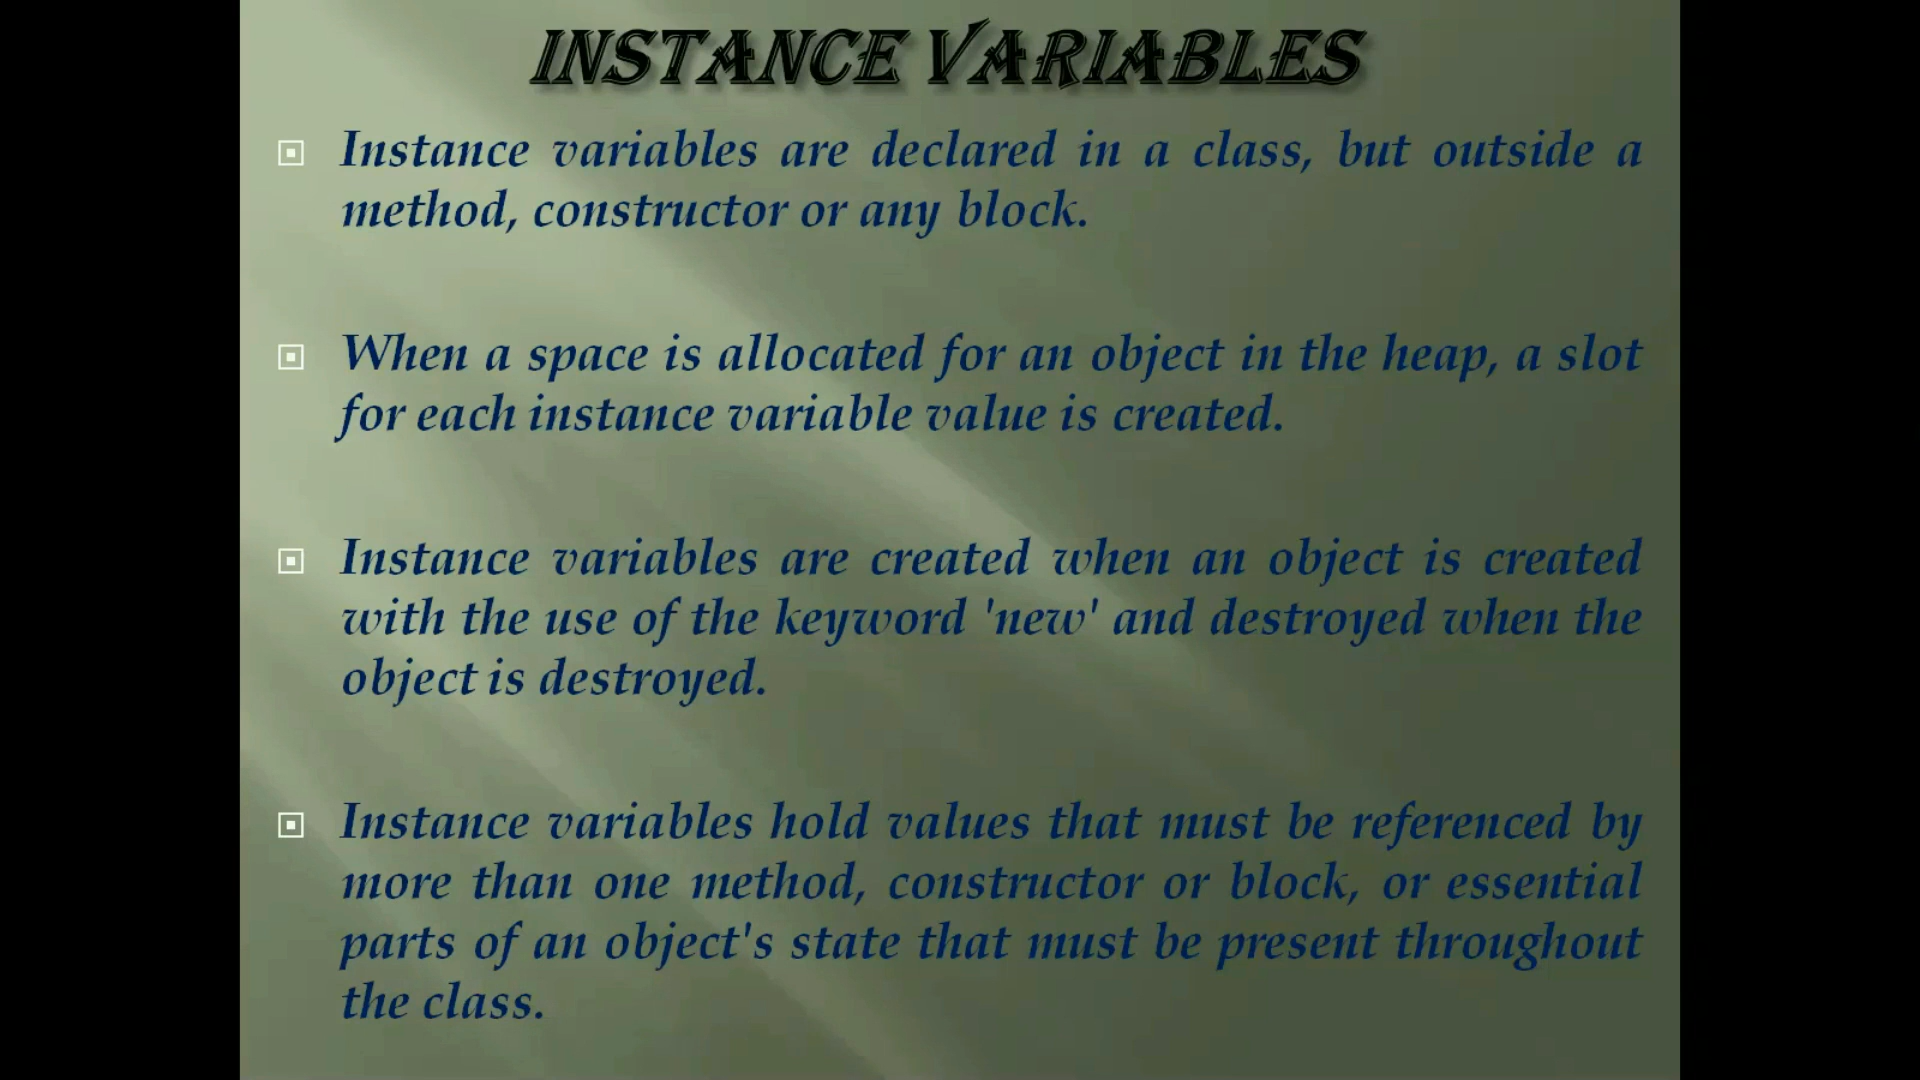 INSTANCE VARIABLES
Instance variables are declared in a class, but outside a
method, constructor or any block.
When a space is allocated for an object in the heap, a slot
for each instance variable value is created.
Instance variables are created when an object is created
with the use of the keyword 'new' and destroyed when the
object is destroyed.
Instance variables hold values that must be referenced by
more than one method, constructor or block, or essential
parts of an object's state that must be present throughout
the class.